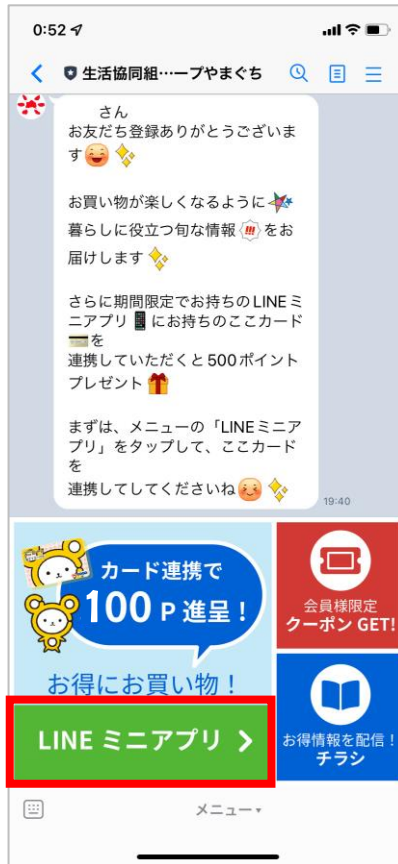 0:52
生活協同組…ープやまぐち
さん
お友だち登録ありがとうございま
す
お買い物が楽しくなるように
暮らしに役立つ旬な情報!!!をお
届けします
さらに期間限定でお持ちのLINEミ
ニアプリ にお持ちのここカード
を
連携していただくと500ポイント
プレゼント
まずは、メニューの「LINEミニア
プリ」をタップして、ここカード
を
連携してしてくださいね
19:40
カード連携で
100 P 進呈!
お得にお買い物!
LINE ミニアプリ
会員様限定
クーポン GET!
お得情報を配信!
チラシ
メニュー